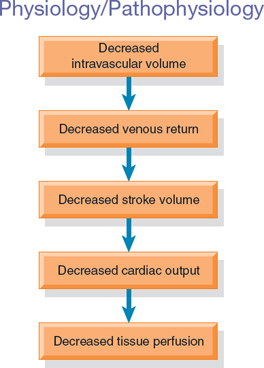 Physiology/Pathophysiology
Decreased
intravascular volume
Decreased venous return
Decreased stroke volume
Decreased cardiac output
Decreased tissue perfusion